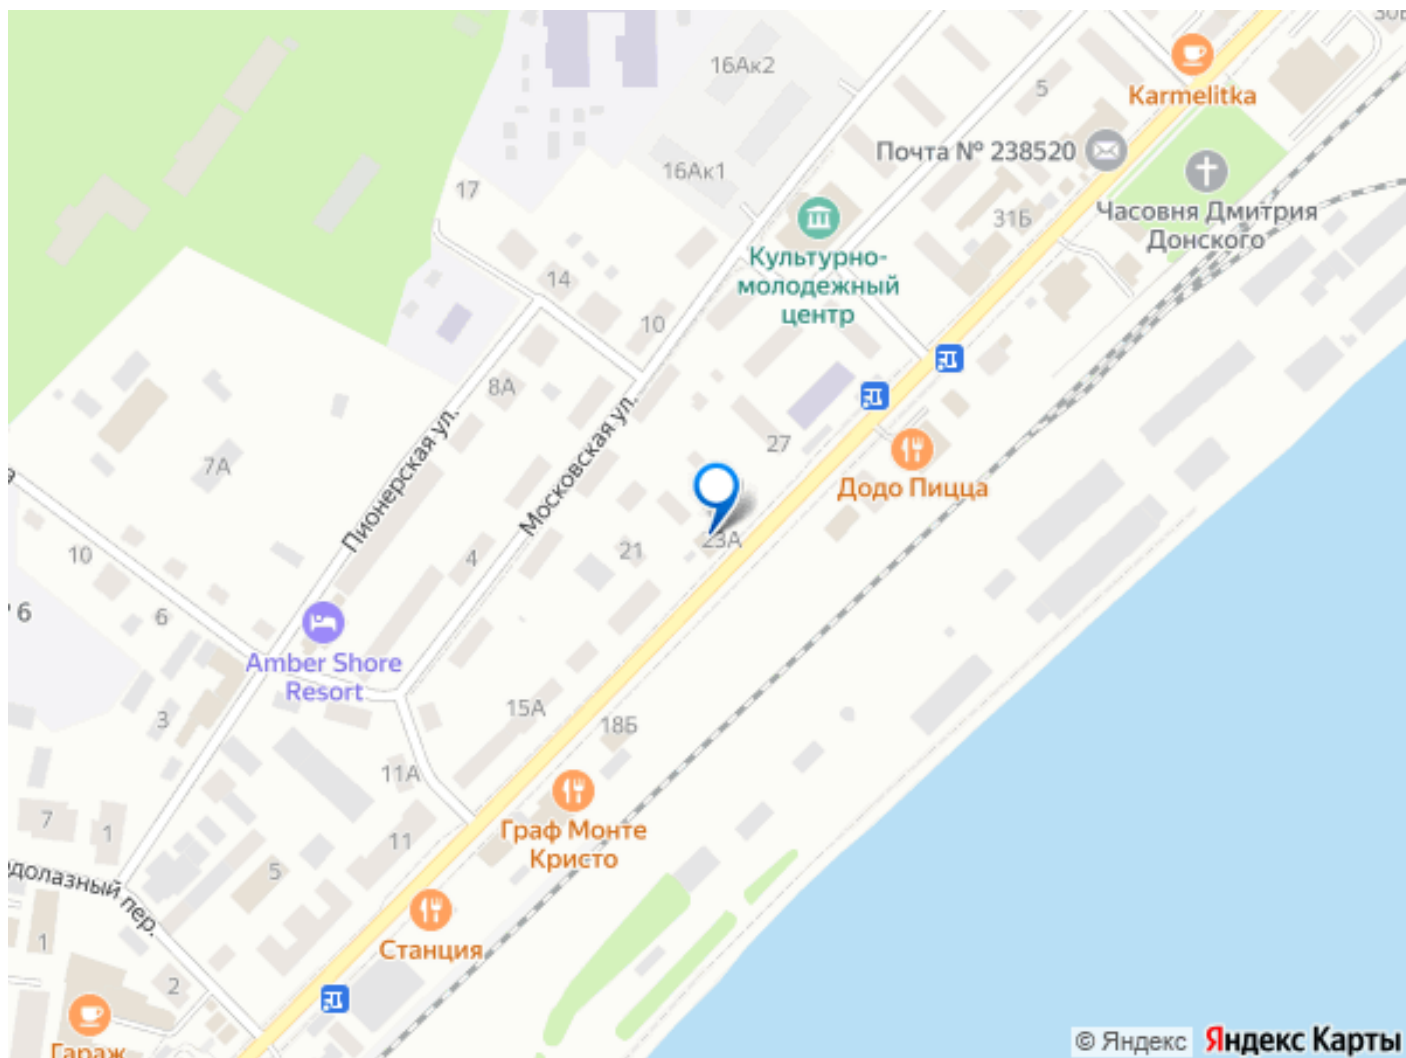 16Ак2
5
Karmelitka
Почта № 238520
16Ак1
17
31Б
Часовня Дмитрия
Донского
Культурно-
молодежный
центр
14
10
8А
Пионерская ул.
Московская ул.
7А
27
Додо Пицца
23А
21
10
4
6
6
Amber Shore
Resort
3
15А
18Б
11А
7
1
11
Граф Монте
Кристо
5
пер.
Станция
1
2
Гараж
© Яндекс
Яндекс Карты